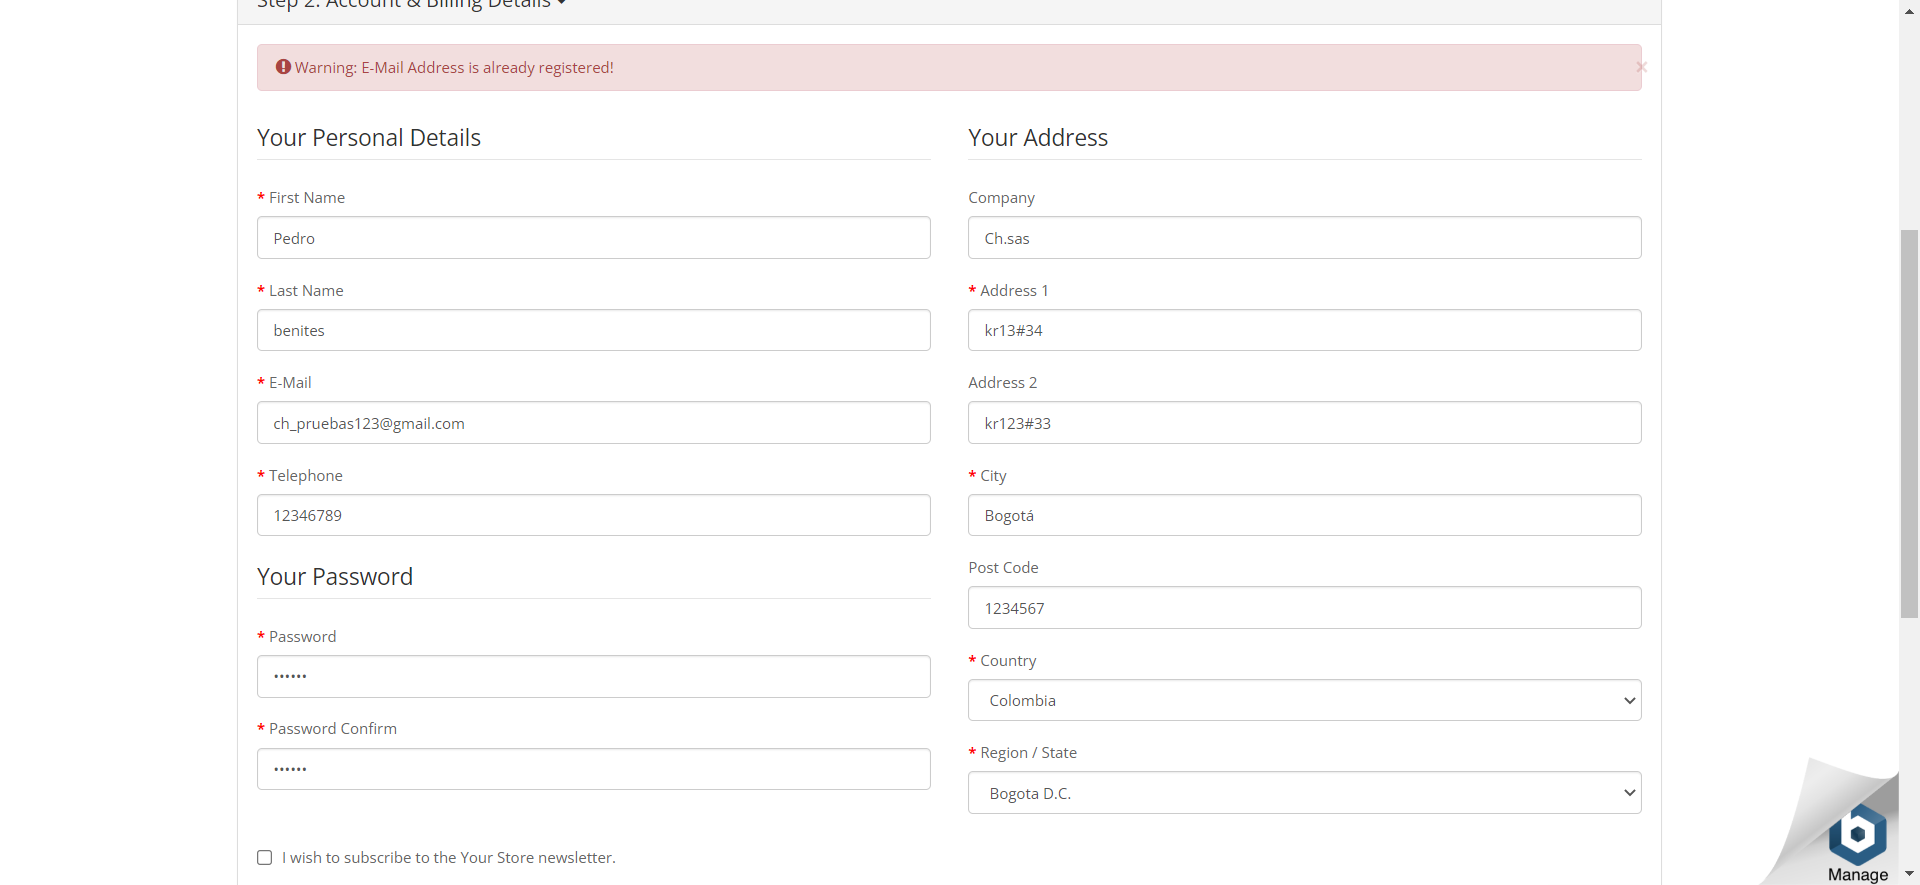 Step 2: Account & Billing Details
Warning: E-Mail Address is already registered!
×
Your Personal Details
* First Name
Pedro
* Last Name
benites
* E-Mail
ch_pruebas123@gmail.com
* Telephone
12346789
Your Password
* Password
••••••
* Password Confirm
••••••
Your Address
Company
Ch.sas
* Address 1
kr13#34
Address 2
kr123#33
* City
Bogotá
Post Code
1234567
* Country
Colombia
* Region / State
Bogota D.C.
I wish to subscribe to the Your Store newsletter.
b
Manage